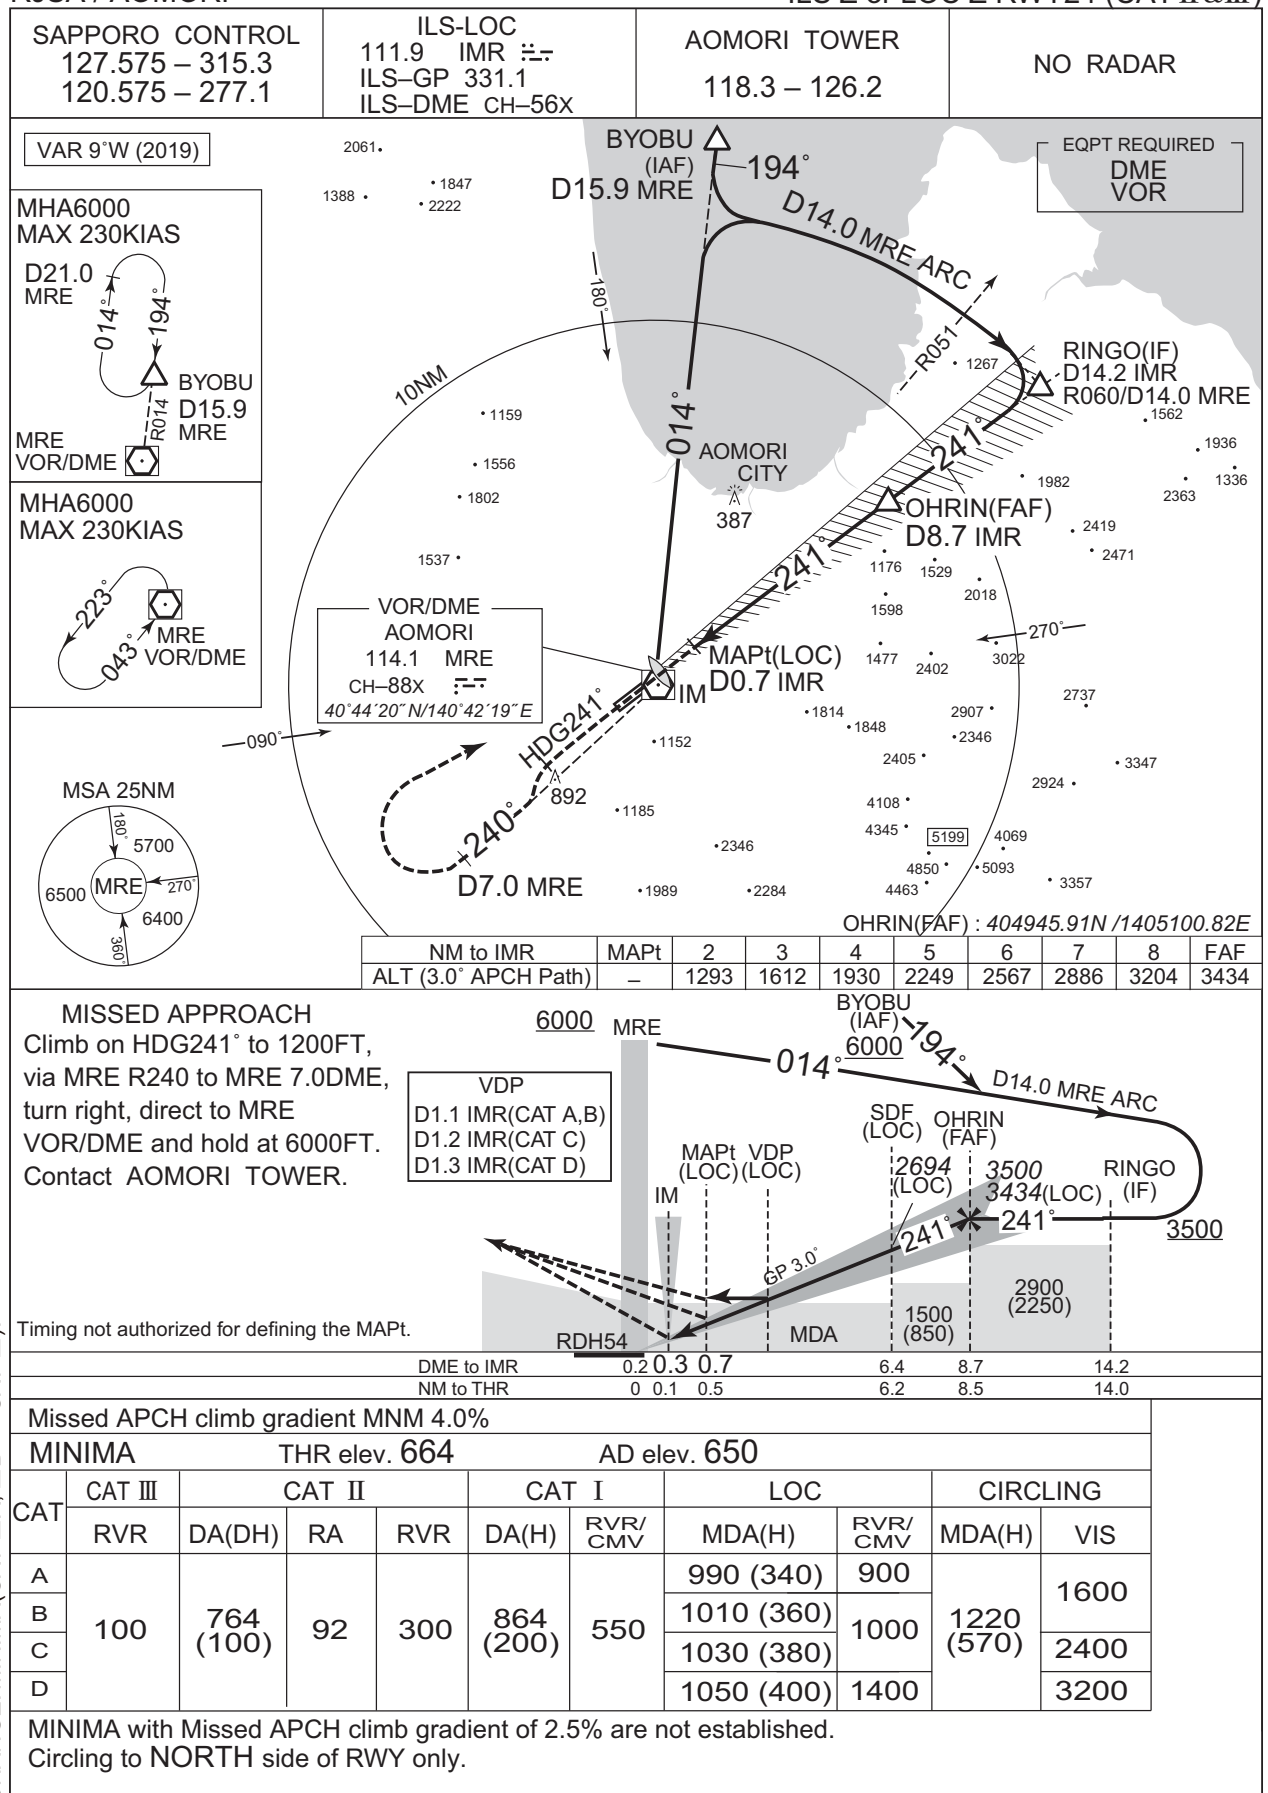 SAPPORO CONTROL
127.575 – 315.3
120.575 – 277.1
ILS-LOC
111.9 IMR
ILS–GP 331.1
ILS–DME CH–56X
AOMORI TOWER
118.3 – 126.2
NO RADAR
VAR 9°W (2019)
EQPT REQUIRED
DME
VOR
MHA6000
MAX 230KIAS
D21.0
MRE
014°
194°
BYOBU
D15.9
MRE
R014
MRE
VOR/DME
MHA6000
MAX 230KIAS
223°
043°
MRE
VOR/DME
2061
1388
1847
2222
BYOBU
(IAF)
D15.9 MRE
194°
D14.0 MRE ARC
180°
R051
1267
RINGO(IF)
D14.2 IMR
R060/D14.0 MRE
10NM
1159
1556
1802
1537
014°
AOMORI
CITY
387
241°
1562
1936
1336
2363
1982
OHRIN(FAF)
D8.7 IMR
2419
2471
241°
1176
1529
2018
1598
VOR/DME
AOMORI
114.1 MRE
CH–88X
40°44´20˝N/140°42´19˝E
270°
1477
2402
3022
MAPt(LOC)
D0.7 IMR
IM
2737
1814
1848
2907
2346
090°
HDG241°
1152
2405
3347
2924
892
1185
4108
4345
5199
4069
240°
2346
4850
5093
D7.0 MRE
1989
2284
4463
3357
MSA 25NM
180°
5700
MRE
270°
6500
6400
360°
OHRIN(FAF) : 404945.91N /1405100.82E
NM to IMR MAPt 2 3 4 5 6 7 8 FAF
ALT (3.0° APCH Path) – 1293 1612 1930 2249 2567 2886 3204 3434
MISSED APPROACH
Climb on HDG241° to 1200FT,
via MRE R240 to MRE 7.0DME,
turn right, direct to MRE
VOR/DME and hold at 6000FT.
Contact AOMORI TOWER.
6000 MRE
BYOBU
(IAF)
6000
194°
014°
D14.0 MRE ARC
VDP
D1.1 IMR(CAT A,B)
D1.2 IMR(CAT C)
D1.3 IMR(CAT D)
SDF
(LOC)
OHRIN
(FAF)
MAPt
(LOC)
VDP
(LOC)
IM
2694
(LOC)
3500
3434(LOC)
RINGO
(IF)
241°
241°
3500
GP 3.0°
2900
(2250)
1500
(850)
MDA
Timing not authorized for defining the MAPt.
RDH54
DME to IMR 0.2 0.3 0.7 6.4 8.7 14.2
NM to THR 0 0.1 0.5 6.2 8.5 14.0
Missed APCH climb gradient MNM 4.0%
MINIMA THR elev. 664 AD elev. 650
CAT CAT Ⅲ CAT Ⅱ CAT Ⅰ LOC CIRCLING
RVR DA(DH) RA RVR DA(H) RVR/CMV MDA(H) RVR/CMV MDA(H) VIS
A 990 (340) 900
B 1010 (360)
C 1030 (380)
D 1050 (400) 1400
100
764
(100)
92
300
864
(200)
550
1000
1220
(570)
1600
2400
3200
MINIMA with Missed APCH climb gradient of 2.5% are not established.
Circling to NORTH side of RWY only.